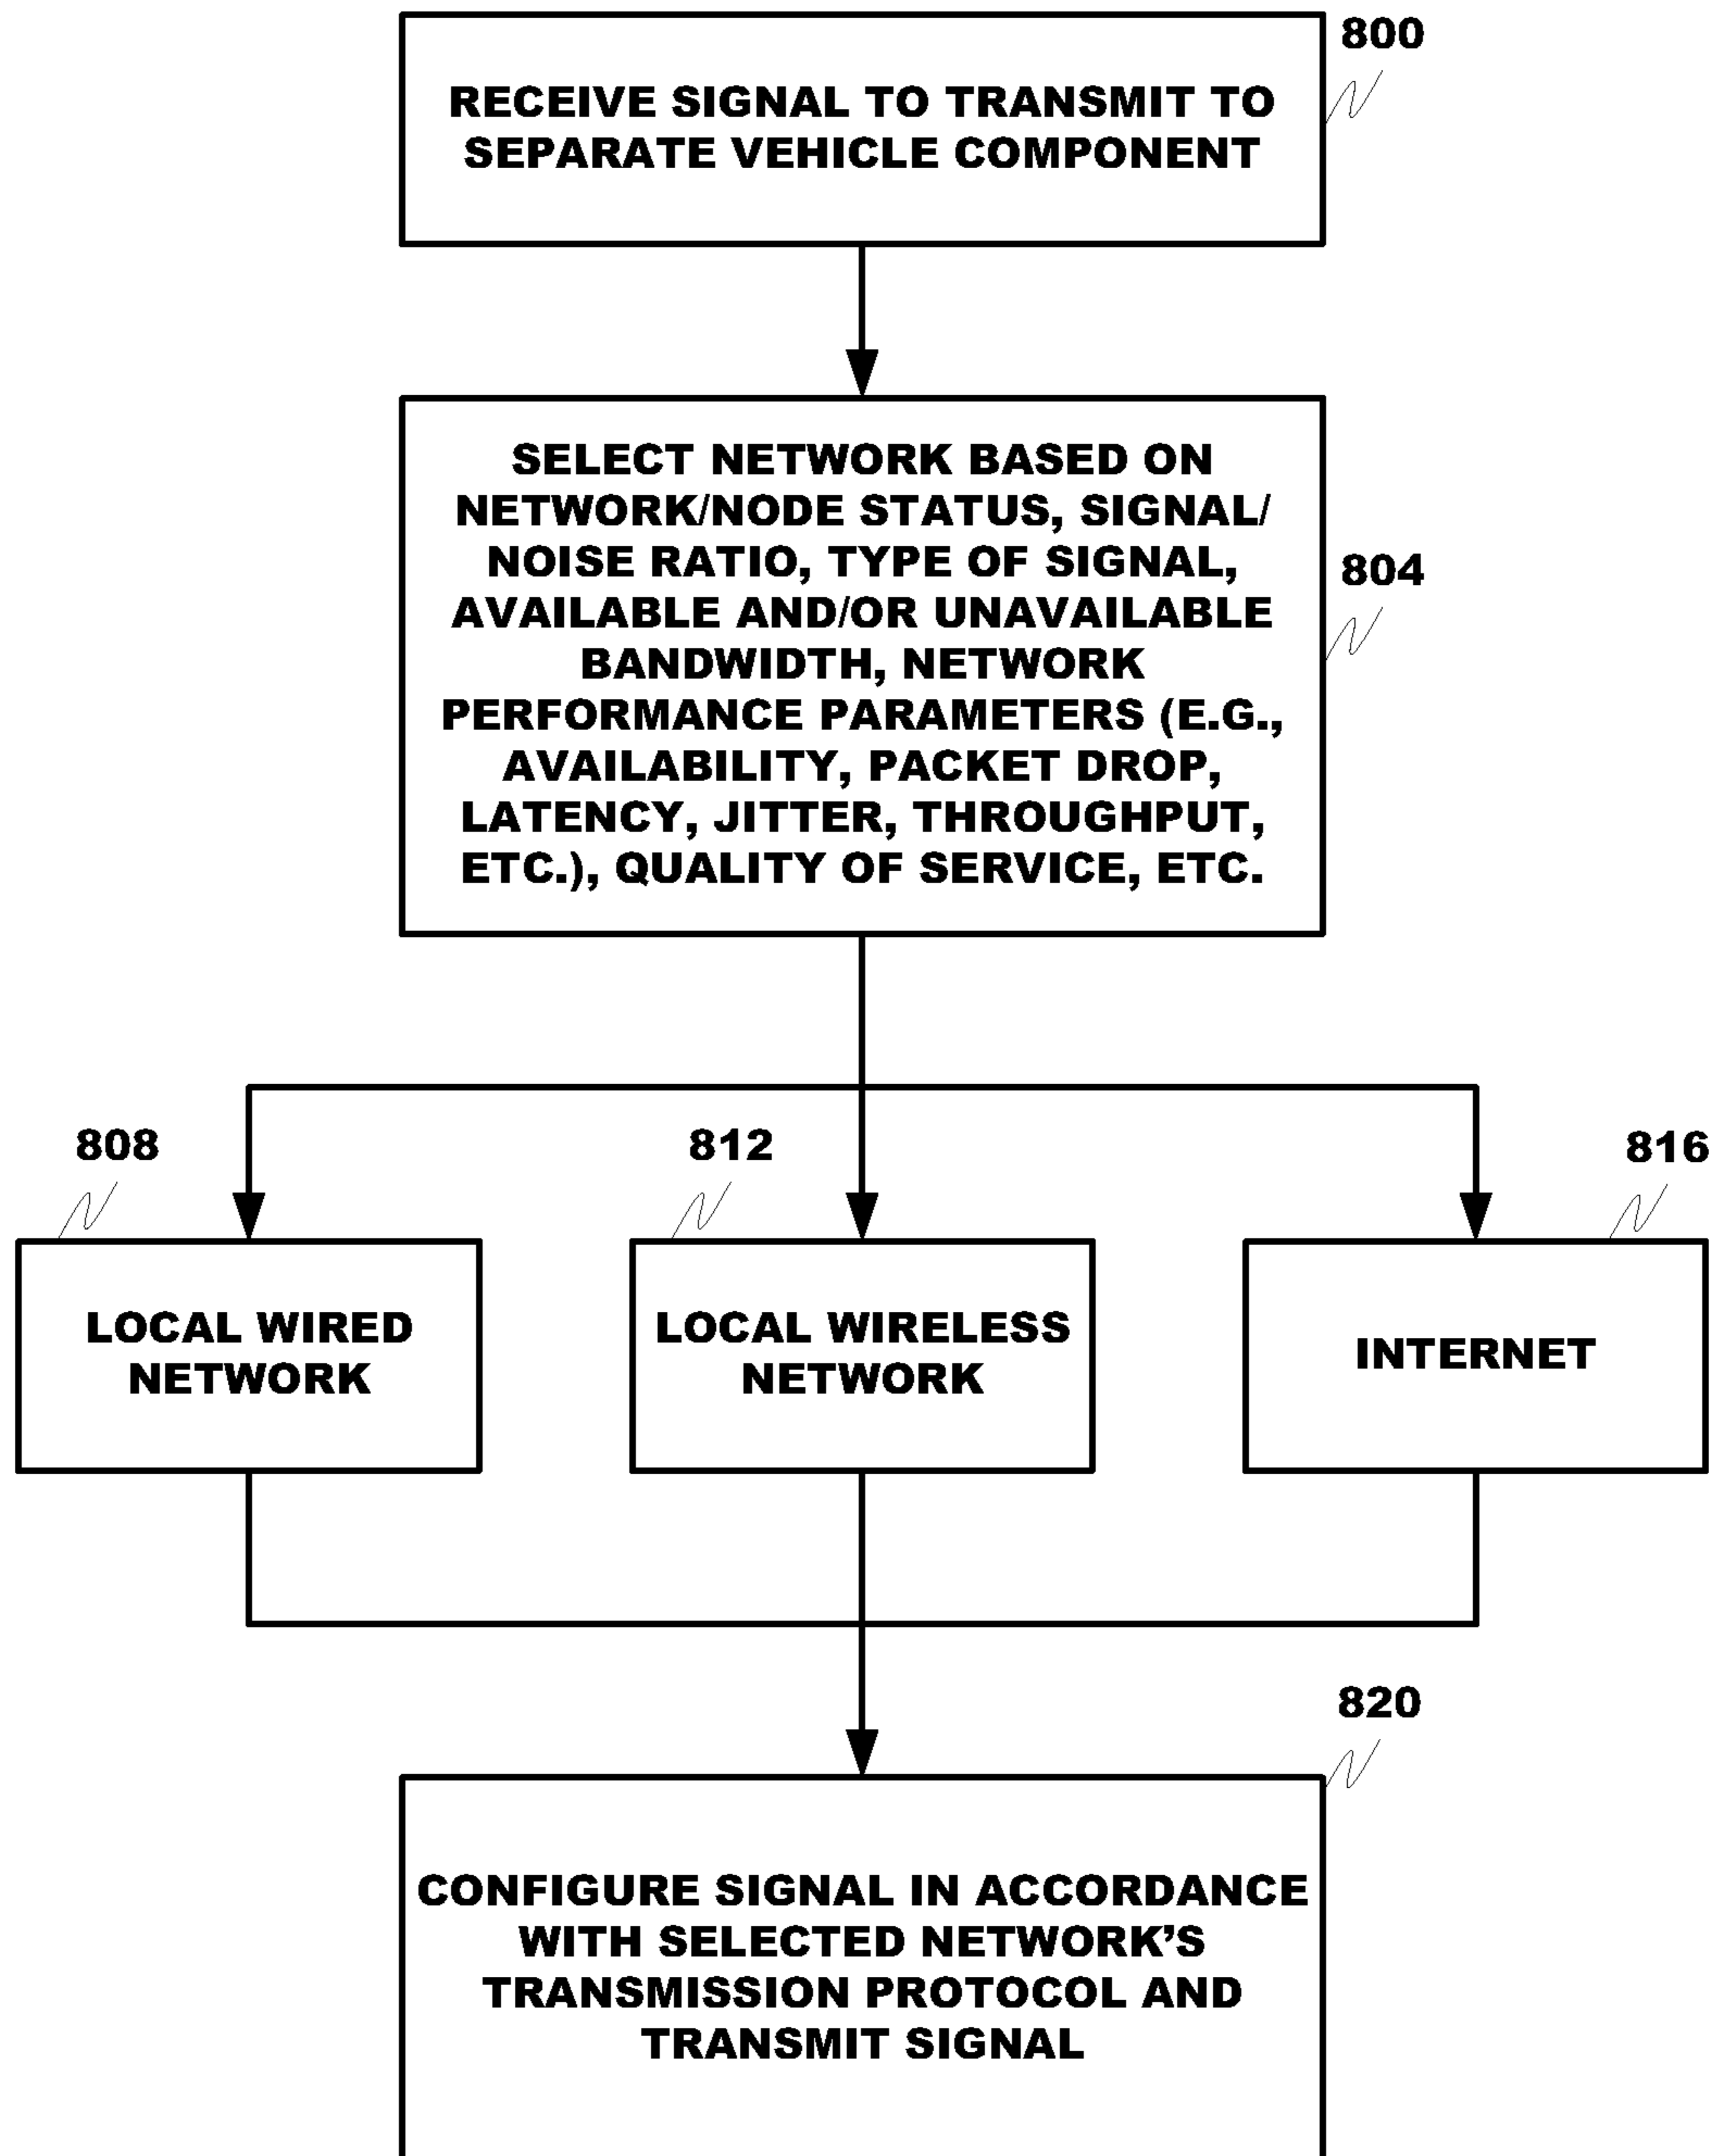 800
RECEIVE SIGNAL TO TRANSMIT TO
SEPARATE VEHICLE COMPONENT
SELECT NETWORK BASED ON
NETWORK/NODE STATUS, SIGNAL/
NOISE RATIO, TYPE OF SIGNAL,
AVAILABLE AND/OR UNAVAILABLE
BANDWIDTH, NETWORK
PERFORMANCE PARAMETERS (E.G.,
AVAILABILITY, PACKET DROP,
LATENCY, JITTER, THROUGHPUT,
ETC.), QUALITY OF SERVICE, ETC.
804
808
812
816
LOCAL WIRED
NETWORK
LOCAL WIRELESS
NETWORK
INTERNET
820
CONFIGURE SIGNAL IN ACCORDANCE
WITH SELECTED NETWORK’S
TRANSMISSION PROTOCOL AND
TRANSMIT SIGNAL